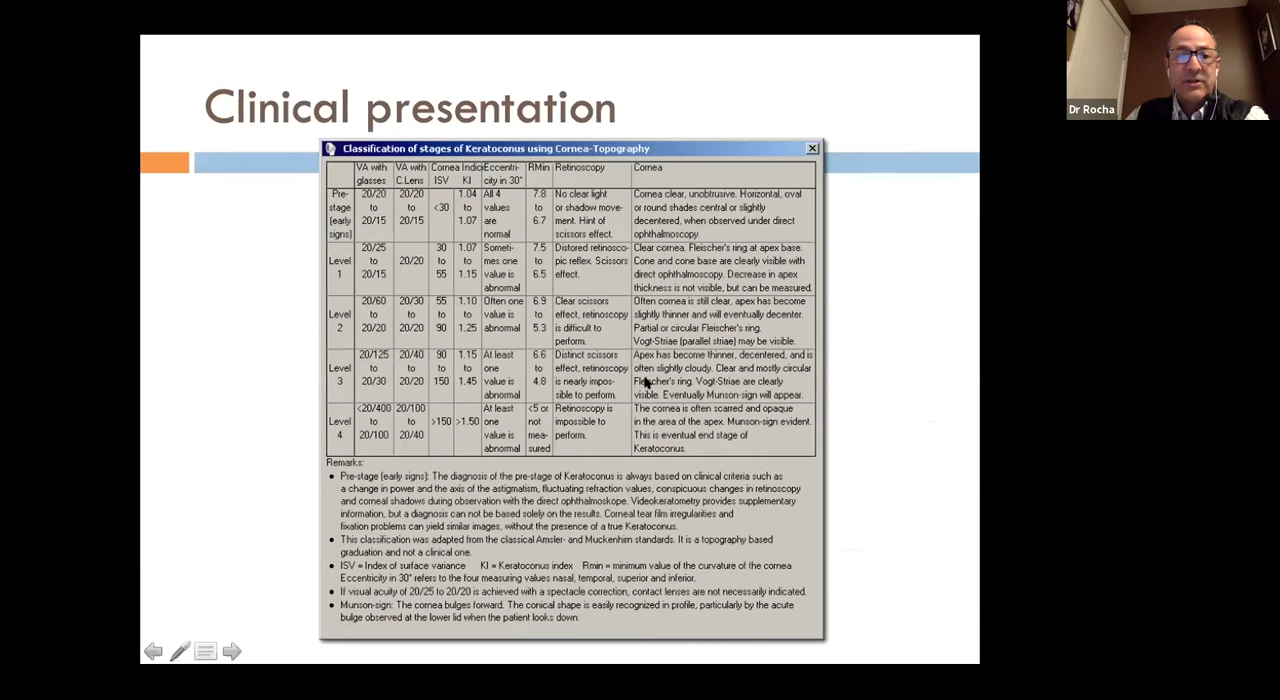 Clinical presentation
Dr Rocha
Classification of stages of Keratoconus using Cornea-Topography
VA with VA with Cornea Indic Eccentri- RMin Retinoscopy Cornea
glasses C.Lens ISV KI city in 30°
Pre- 20/20 20/20 1.04 All 4 7.8 No clear light Cornea clear, unobtrusive. Horizontal, oval
stage to to <30 to values to or shadow move- or round shades central or slightly
(early 20/15 20/15 1.07 are 6.7 ment. Hint of decentered, when observed under direct
signs) normal scissors effect. ophthalmoscopy.
20/25 30 1.07 Someti- 7.5 Distored retinosco- Clear cornea. Fleischer's ring at apex base.
Level to 20/20 to to mes one to pic reflex. Scissors Cone and cone base are clearly visible with
1 20/15 55 1.15 value is 6.5 effect. direct ophthalmoscopy. Decrease in apex
abnormal thickness is not visible, but can be measured.
20/60 20/30 55 1.10 Often one 6.9 Clear scissors Often cornea is still clear, apex has become
Level to to to to value is to effect, retinoscopy slightly thinner and will eventually decenter.
2 20/20 20/20 90 1.25 abnormal 5.3 is difficult to Partial or circular Fleischer's ring.
perform. Vogt-Striae (parallel striae) may be visible.
20/125 20/40 90 1.15 At least 6.6 Distinct scissors Apex has become thinner, decentered, and is
Level to to to to one to effect, retinoscopy often slightly cloudy. Clear and mostly circular
3 20/30 20/20 150 1.45 value is 4.8 is nearly impos- Fleischer's ring. Vogt-Striae are clearly
abnormal sible to perform. visible. Eventually Munson-sign will appear.
<20/400 20/100 At least <5 or Retinoscopy is The cornea is often scarred and opaque
Level to to >150 >1.50 one not impossible to in the area of the apex. Munson-sign evident.
4 20/100 20/40 value is mea- perform. This is eventual end stage of
abnormal sured Keratoconus.
Remarks:
• Pre-stage (early signs): The diagnosis of the pre-stage of Keratoconus is always based on clinical criteria such as
a change in power and the axis of the astigmatism, fluctuating refraction values, conspicuous changes in retinoscopy
and corneal shadows during observation with the direct ophthalmoskope. Videokeratometry provides supplementary
information, but a diagnosis can not be based solely on the results. Corneal tear film irregularities and
fixation problems can yield similar images, without the presence of a true Keratoconus.
• This classification was adapted from the classical Amsler- and Muckenhirn standards. It is a topography based
graduation and not a clinical one.
• ISV = Index of surface variance KI = Keratoconus index Rmin = minimum value of the curvature of the cornea
Eccentricity in 30° refers to the four measuring values nasal, temporal, superior and inferior.
• If visual acuity of 20/25 to 20/20 is achieved with a spectacle correction, contact lenses are not necessarily indicated.
• Munson-sign: The cornea bulges forward. The conical shape is easily recognized in profile, particularly by the acute
bulge observed at the lower lid when the patient looks down.